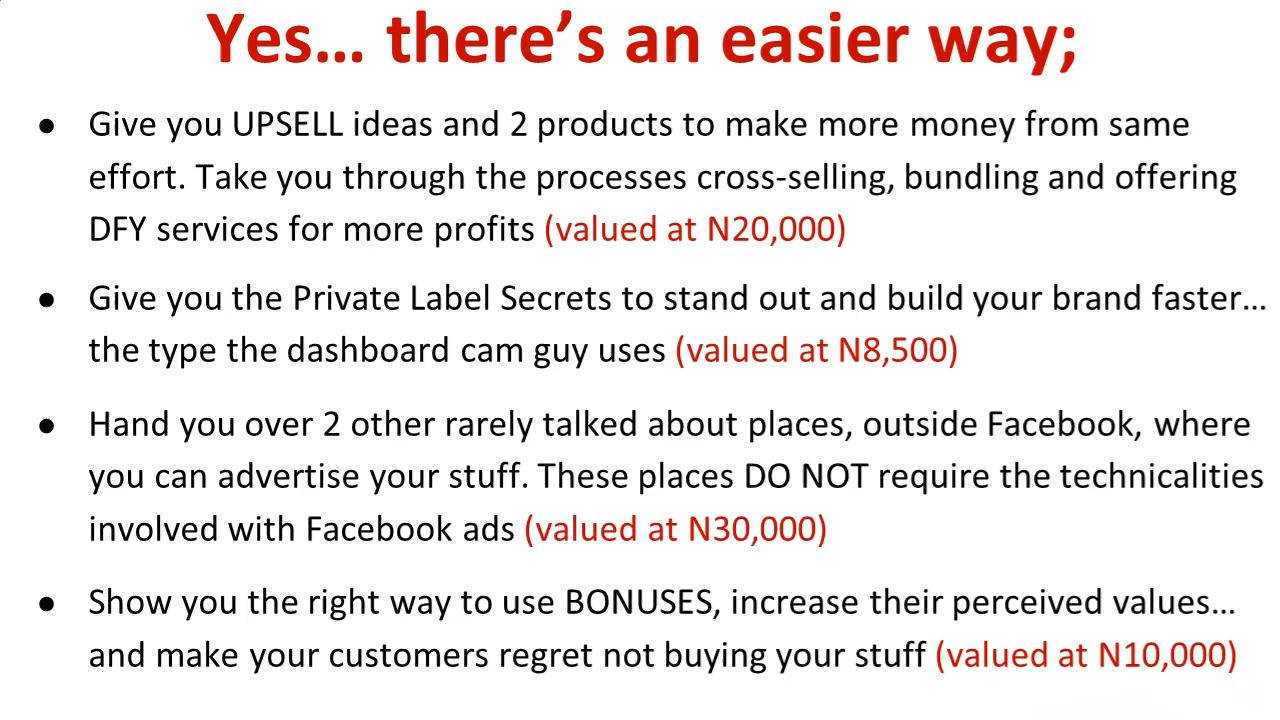 Yes… there’s an easier way;
● Give you UPSELL ideas and 2 products to make more money from same
effort. Take you through the processes cross-selling, bundling and offering
DFY services for more profits (valued at N20,000)
● Give you the Private Label Secrets to stand out and build your brand faster…
the type the dashboard cam guy uses (valued at N8,500)
● Hand you over 2 other rarely talked about places, outside Facebook, where
you can advertise your stuff. These places DO NOT require the technicalities
involved with Facebook ads (valued at N30,000)
● Show you the right way to use BONUSES, increase their perceived values…
and make your customers regret not buying your stuff (valued at N10,000)